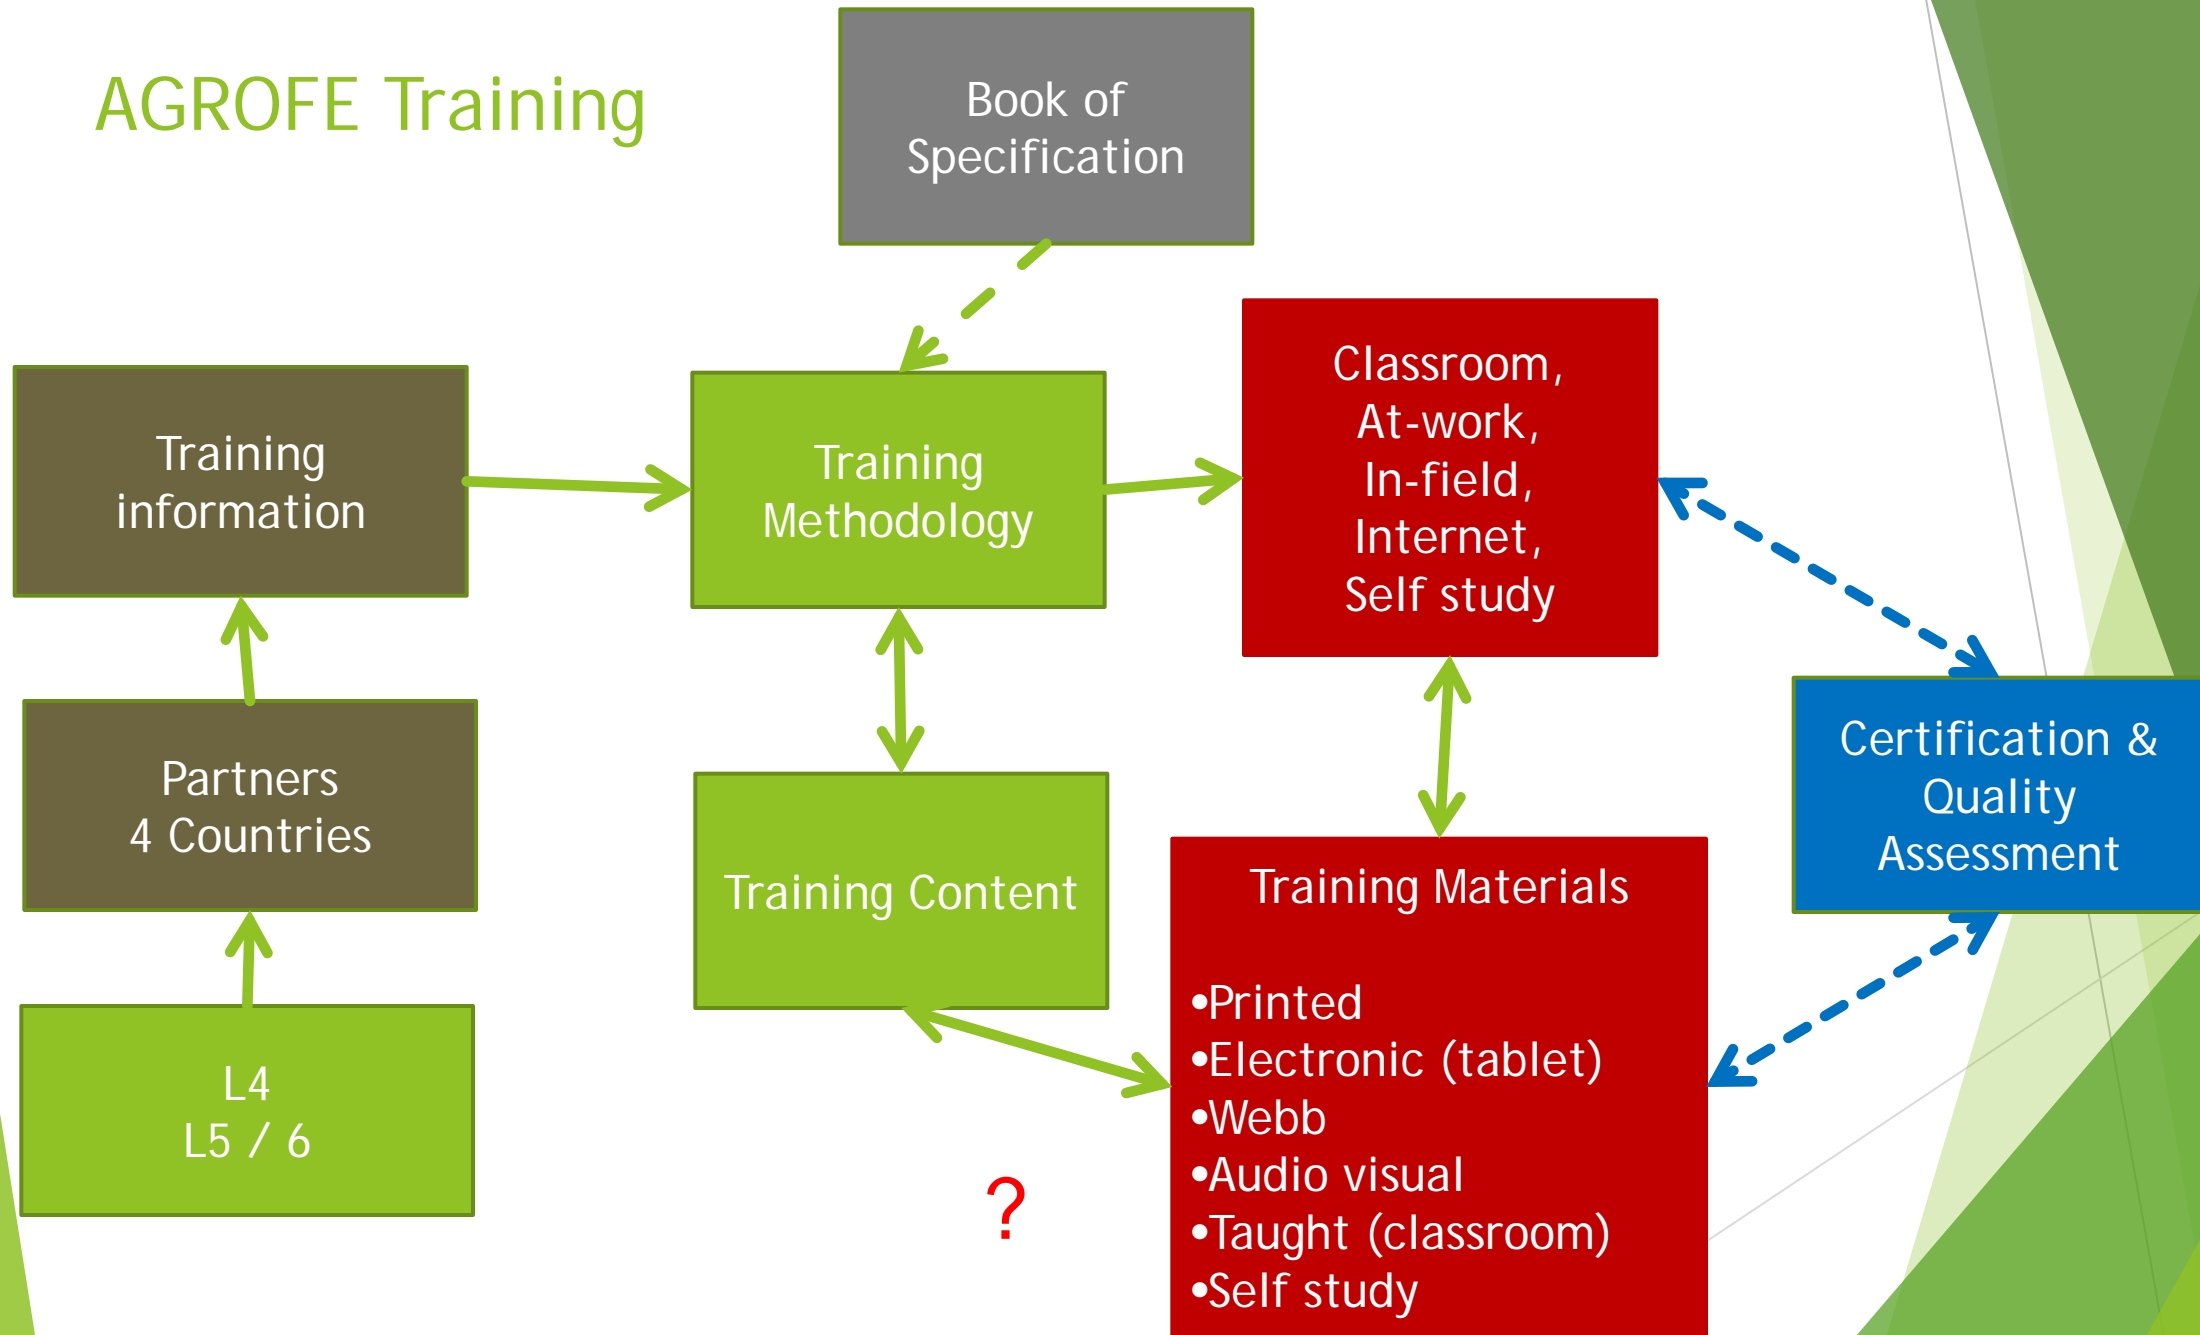 AGROFE Training
Book of
Specification
Training
information
Training
Methodology
Classroom,
At-work,
In-field,
Internet,
Self study
Partners
4 Countries
Training Content
Certification &
Quality
Assessment
L4
L5 / 6
?
Training Materials
•Printed
•Electronic (tablet)
•Webb
•Audio visual
•Taught (classroom)
•Self study